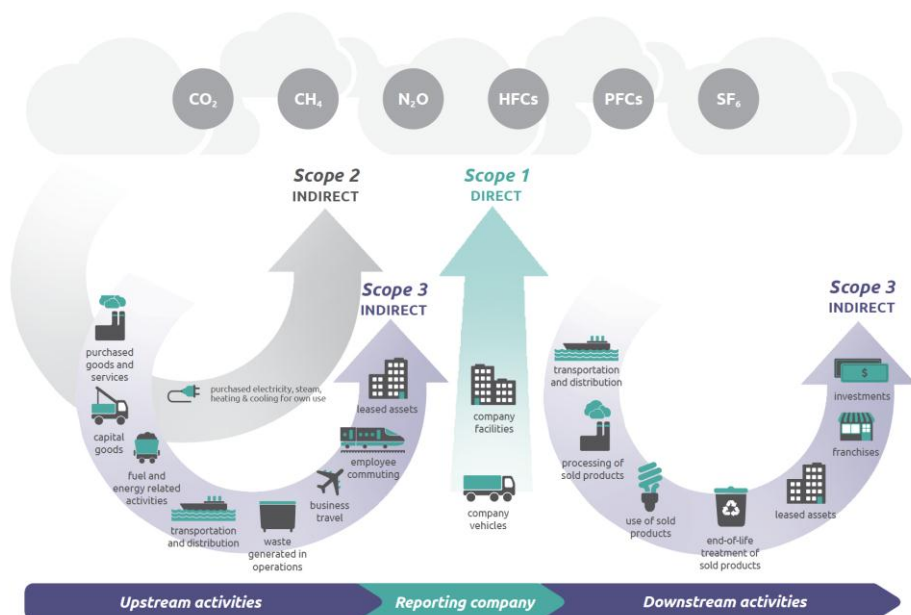 CO₂
CH₄
N₂O
HFCs
PFCs
SF₆
Scope 2
INDIRECT
Scope 1
DIRECT
Scope 3
INDIRECT
Scope 3
INDIRECT
purchased
goods and
services
capital
goods
fuel and
energy related
activities
transportation
and distribution
waste
generated in
operations
business
travel
employee
commuting
leased assets
purchased electricity, steam,
heating & cooling for own use
company
facilities
company
vehicles
transportation
and distribution
processing of
sold products
use of sold
products
end-of-life
treatment of
sold products
leased assets
franchises
$
investments
Upstream activities
Reporting company
Downstream activities